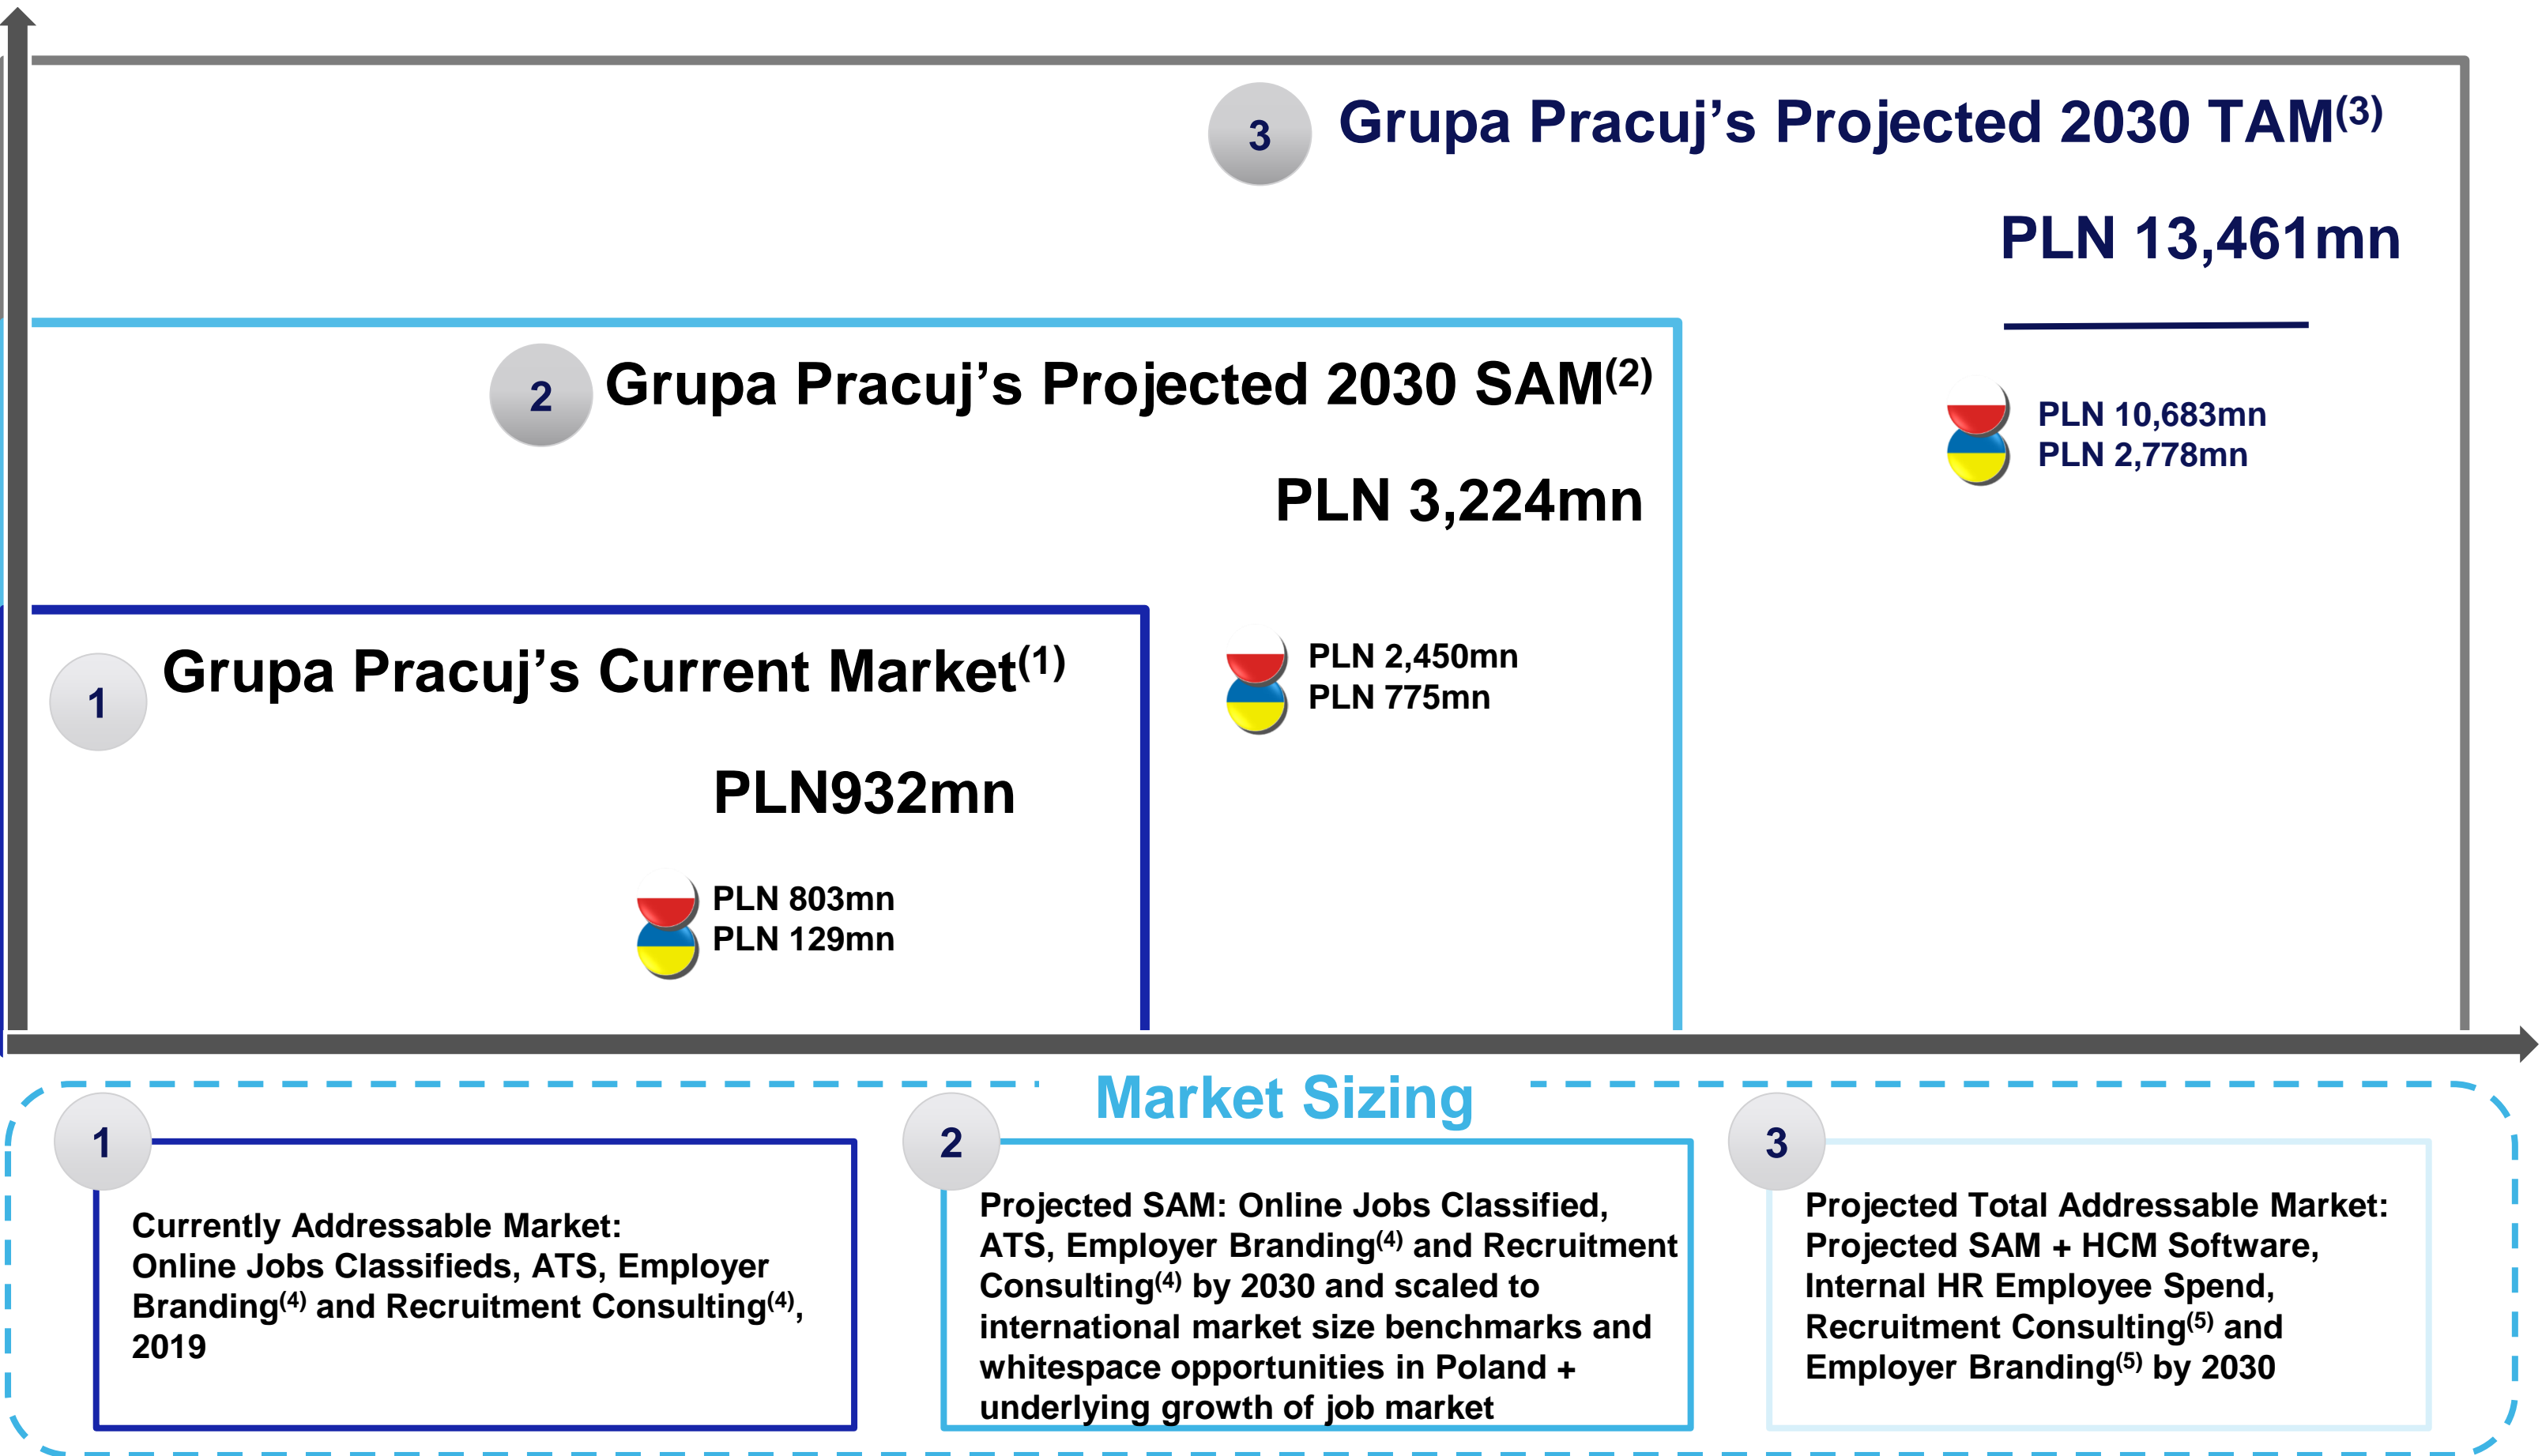 3
Grupa Pracuj’s Projected 2030 TAM(3)
PLN 13,461mn
PLN 10,683mn
PLN 2,778mn
2
Grupa Pracuj’s Projected 2030 SAM(2)
PLN 3,224mn
PLN 2,450mn
PLN 775mn
1
Grupa Pracuj’s Current Market(1)
PLN932mn
PLN 803mn
PLN 129mn
Market Sizing
1
Currently Addressable Market:
Online Jobs Classifieds, ATS, Employer
Branding(4) and Recruitment Consulting(4),
2019
2
Projected SAM: Online Jobs Classified,
ATS, Employer Branding(4) and Recruitment
Consulting(4) by 2030 and scaled to
international market size benchmarks and
whitespace opportunities in Poland +
underlying growth of job market
3
Projected Total Addressable Market:
Projected SAM + HCM Software,
Internal HR Employee Spend,
Recruitment Consulting(5) and
Employer Branding(5) by 2030